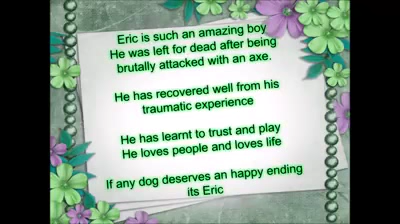 Eric is such an amazing boy
He was left for dead after being
brutally attacked with an axe.
He has recovered well from his
traumatic experience
He has learnt to trust and play
He loves people and loves life
If any dog deserves an happy ending
its Eric